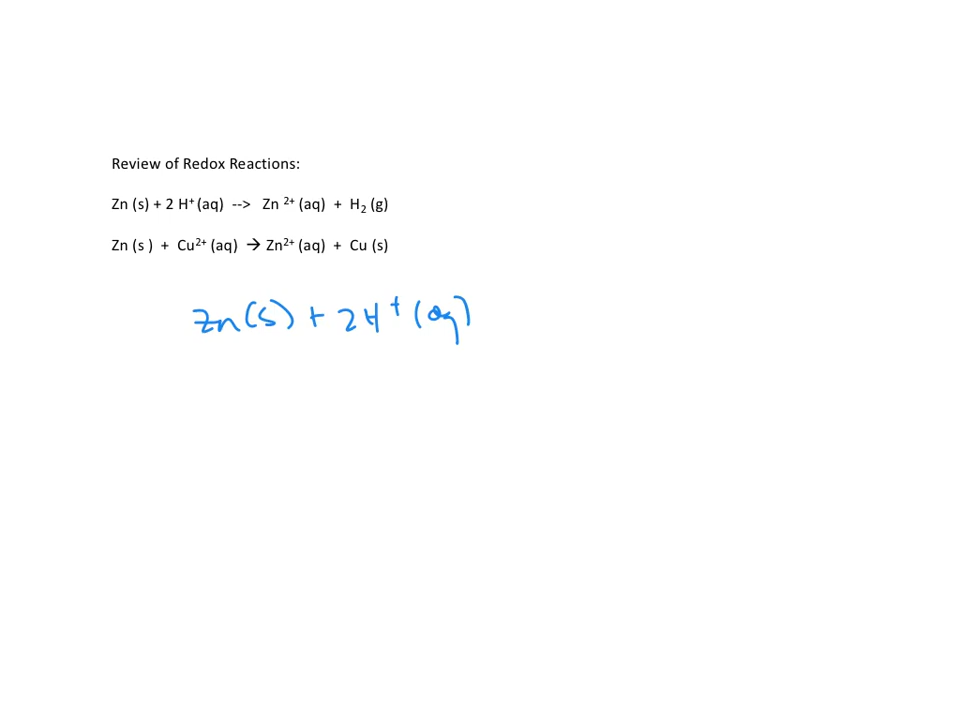 Review of Redox Reactions:
Zn (s) + 2 H⁺ (aq) --> Zn ²⁺ (aq) + H₂ (g)
Zn (s ) + Cu²⁺ (aq) → Zn²⁺ (aq) + Cu (s)
Zn(s) + 2H⁺ (aq)